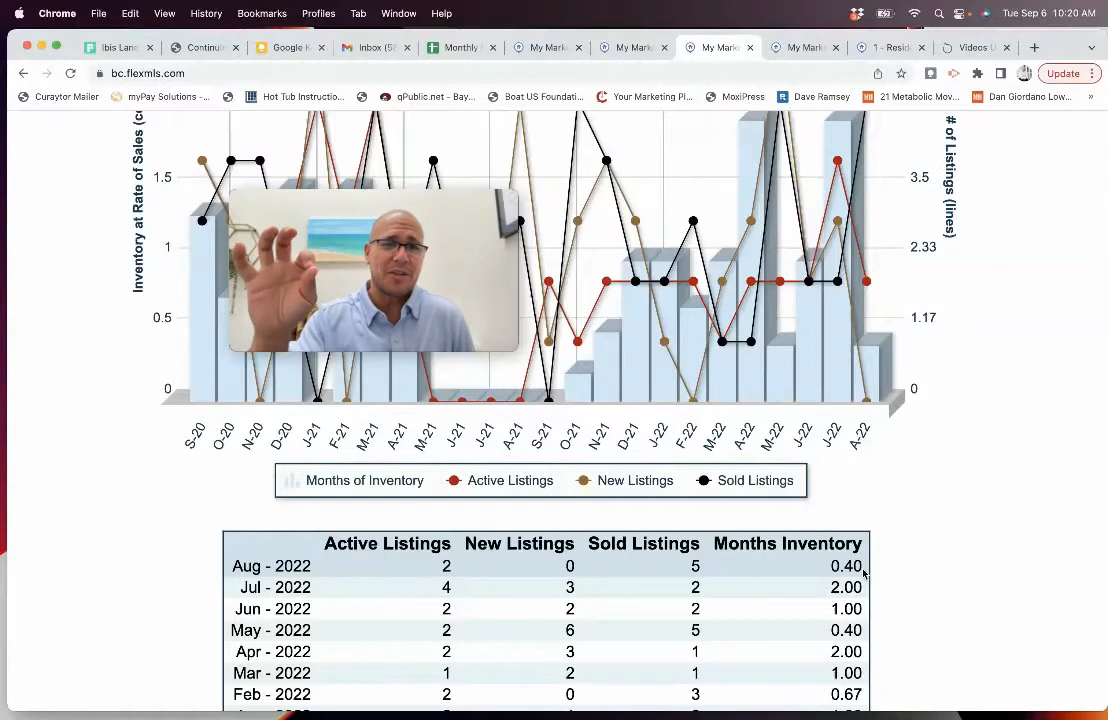 Chrome File Edit View History Bookmarks Profiles Tab Window Help Tue Sep 6 10:20 AM
Ibis Lan Continui Google K Inbox (5 Monthly My Mark My Mark My Mark My Mark 1 - Resid Videos U
bc.flexmls.com Update
Curaytor Mailer myPay Solutions -... Hot Tub Instructio... qPublic.net - Bay... Boat US Foundati... Your Marketing Pl... MoxiPress Dave Ramsey 21 Metabolic Mov... Dan Giordano Low... »
Inventory at Rate of Sales
# of Listings (lines)
1.5 3.5
1 2.33
0.5 1.17
0 0
S-20 O-20 N-20 D-20 J-21 F-21 M-21 A-21 M-21 J-21 J-21 A-21 S-21 O-21 N-21 D-21 J-22 F-22 M-22 A-22 M-22 J-22 J-22 A-22
Months of Inventory Active Listings New Listings Sold Listings
Active Listings New Listings Sold Listings Months Inventory
Aug - 2022 2 0 5 0.40
Jul - 2022 4 3 2 2.00
Jun - 2022 2 2 2 1.00
May - 2022 2 6 5 0.40
Apr - 2022 2 3 1 2.00
Mar - 2022 1 2 1 1.00
Feb - 2022 2 0 3 0.67